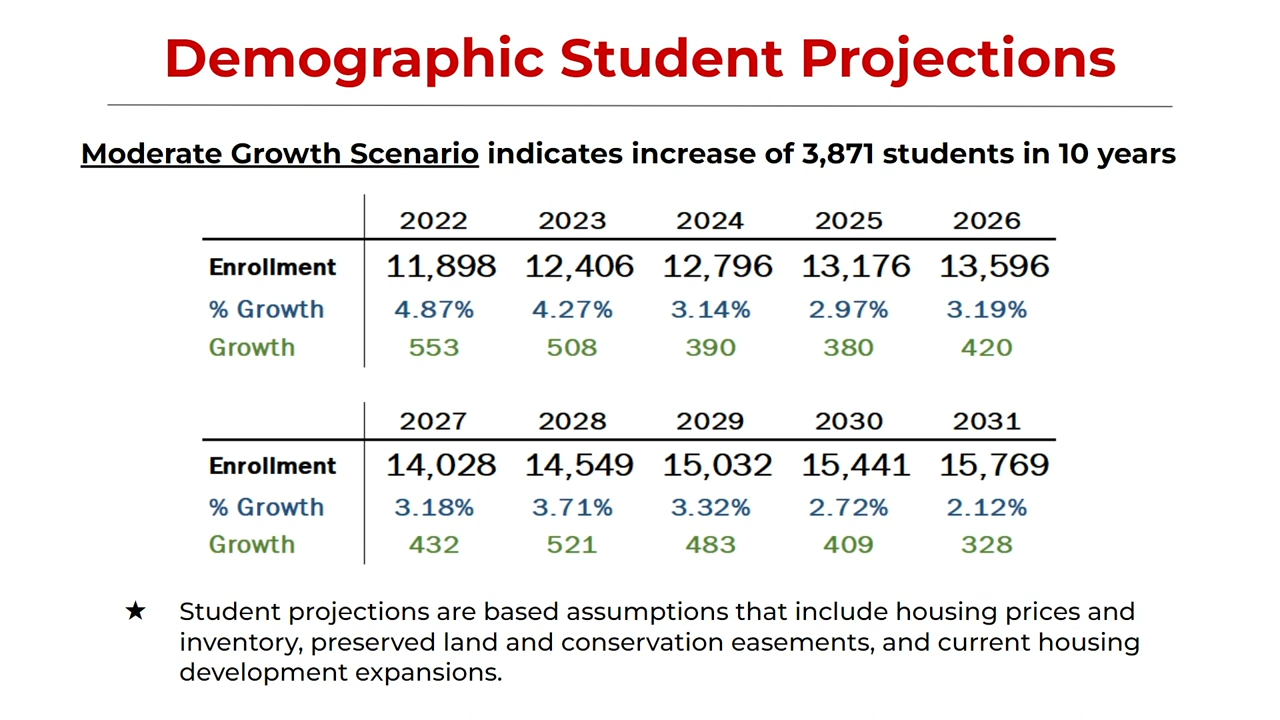 Demographic Student Projections
Moderate Growth Scenario indicates increase of 3,871 students in 10 years
2022 2023 2024 2025 2026
Enrollment 11,898 12,406 12,796 13,176 13,596
% Growth 4.87% 4.27% 3.14% 2.97% 3.19%
Growth 553 508 390 380 420
2027 2028 2029 2030 2031
Enrollment 14,028 14,549 15,032 15,441 15,769
% Growth 3.18% 3.71% 3.32% 2.72% 2.12%
Growth 432 521 483 409 328
★ Student projections are based assumptions that include housing prices and
inventory, preserved land and conservation easements, and current housing
development expansions.